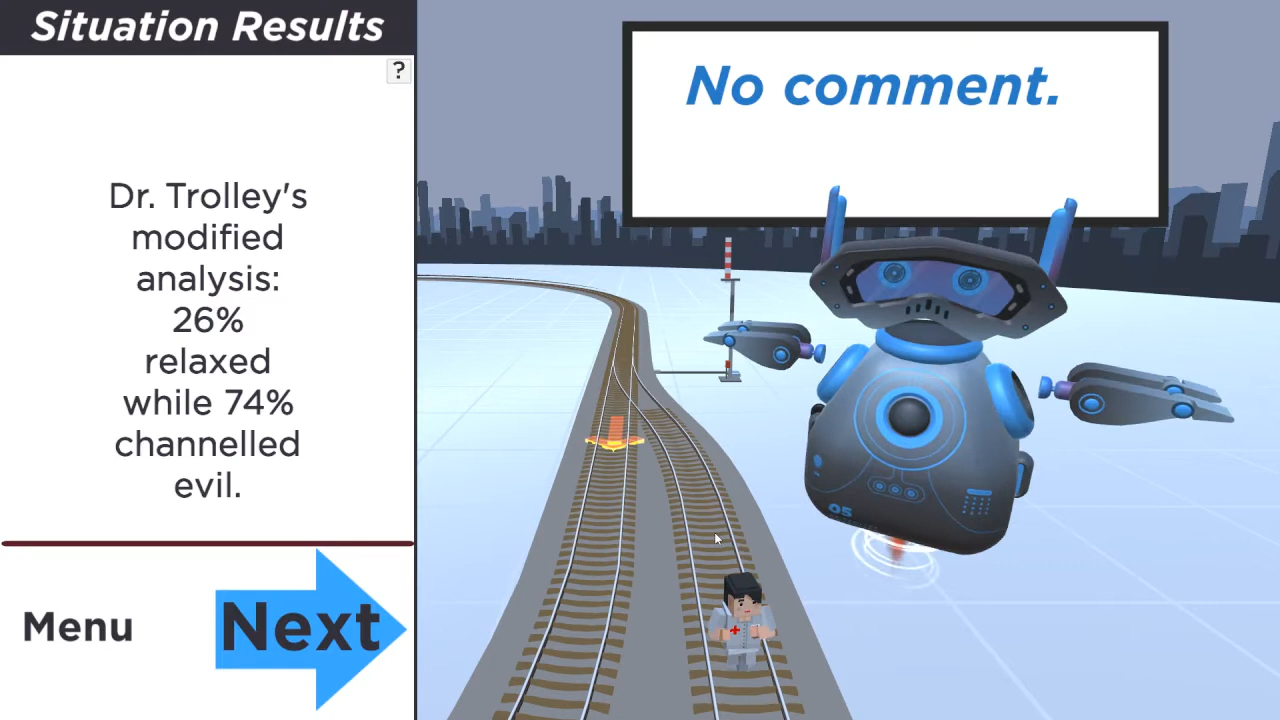 Situation Results
?
Dr. Trolley's
modified
analysis:
26%
relaxed
while 74%
channelled
evil.
Menu
Next
No comment.
05